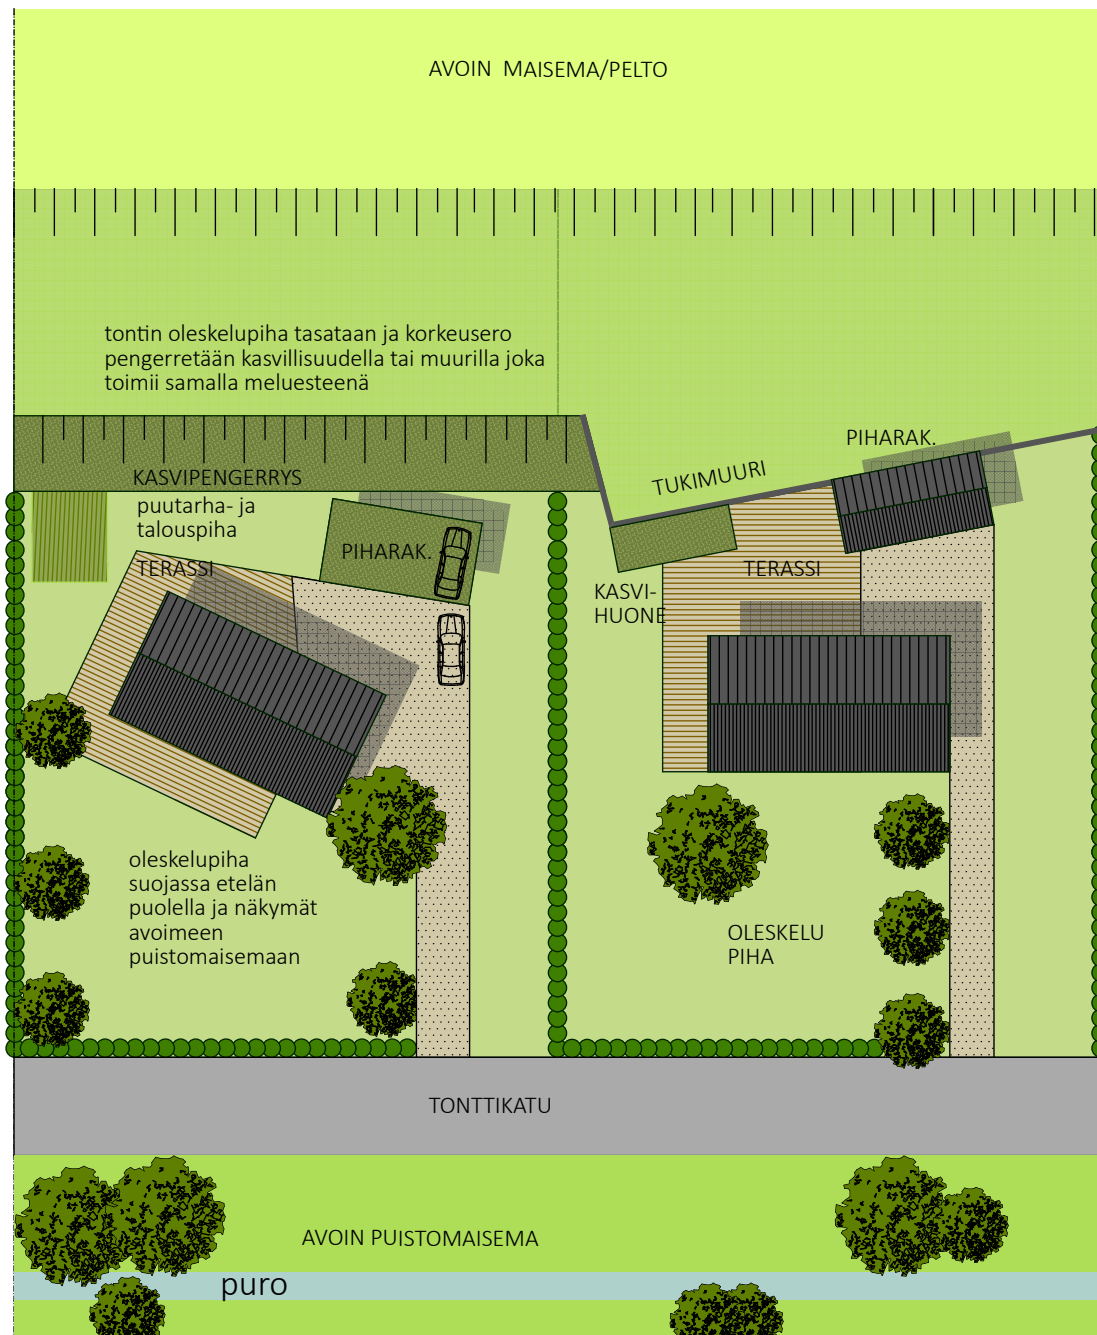 AVOIN MAISEMA/PELTO
tontin oleskelupiha tasataan ja korkeusero
pengerretään kasvillisuudella tai muurilla joka
toimii samalla meluesteenä
PIHARAK.
TUKIMUURI
KASVIPENGERRYS
puutarha- ja
talouspiha
PIHARAK.
TERASSI
TERASSI
KASVI-
HUONE
oleskelupiha
suojassa etelän
puolella ja näkymät
avoimeen
puistomaisemaan
OLESKELU
PIHA
TONTTIKATU
AVOIN PUISTOMAISEMA
puro